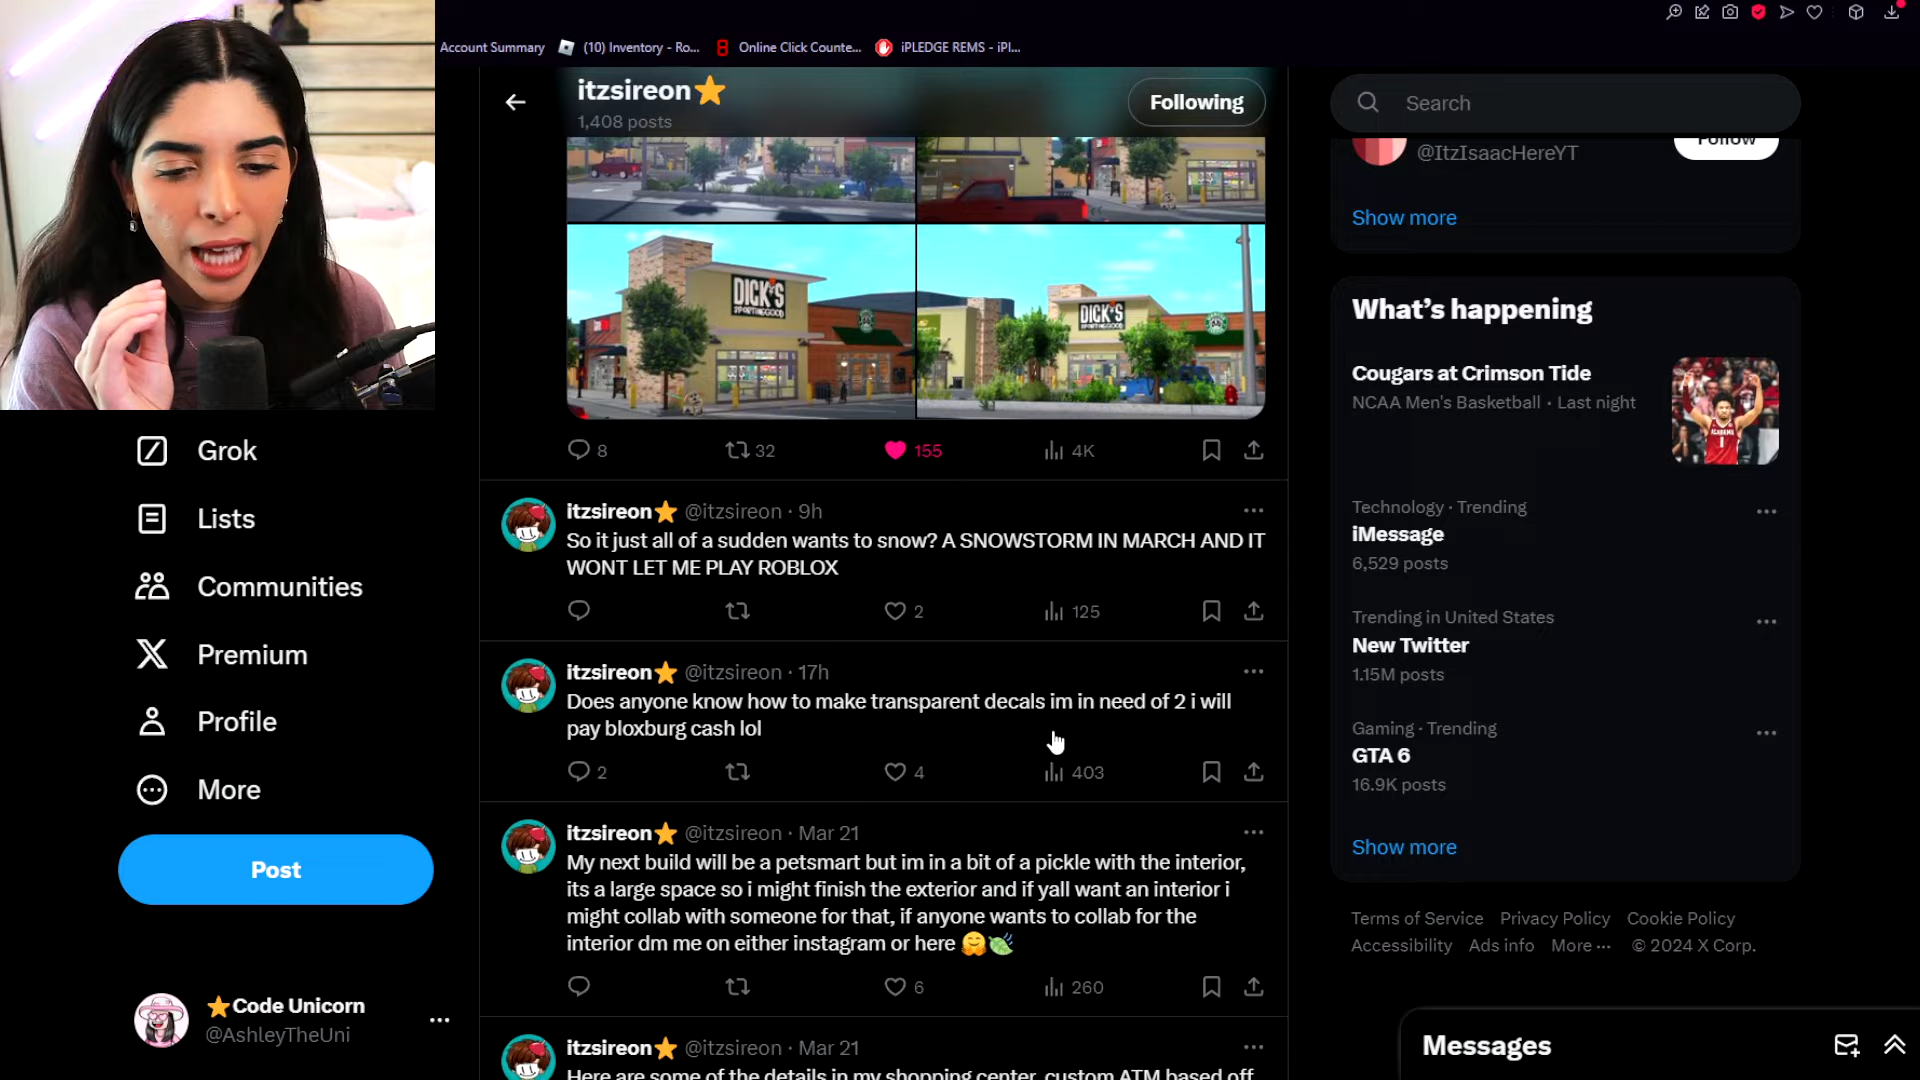 Account Summary
(10) Inventory - Ro...
Online Click Counte...
iPLEDGE REMS - iPl...
itzsireon⭐
1,408 posts
Following
DICK'S
SPORTING GOOD
DICK'S
SPORTING GOOD
8
32
155
4K
itzsireon⭐ @itzsireon · 9h
So it just all of a sudden wants to snow? A SNOWSTORM IN MARCH AND IT
WONT LET ME PLAY ROBLOX
2
125
itzsireon⭐ @itzsireon · 17h
Does anyone know how to make transparent decals im in need of 2 i will
pay bloxburg cash lol
2
4
403
itzsireon⭐ @itzsireon · Mar 21
My next build will be a petsmart but im in a bit of a pickle with the interior,
its a large space so i might finish the exterior and if yall want an interior i
might collab with someone for that, if anyone wants to collab for the
interior dm me on either instagram or here 🤗🍃
6
260
itzsireon⭐ @itzsireon · Mar 21
Here are some of the details in my shopping center, custom ATM based off
Grok
Lists
Communities
Premium
Profile
More
Post
⭐Code Unicorn
@AshleyTheUni
Search
@ItzIsaacHereYT
Follow
Show more
What's happening
Cougars at Crimson Tide
NCAA Men's Basketball · Last night
Technology · Trending
iMessage
6,529 posts
Trending in United States
New Twitter
1.15M posts
Gaming · Trending
GTA 6
16.9K posts
Show more
Terms of Service Privacy Policy Cookie Policy
Accessibility Ads info More ··· © 2024 X Corp.
Messages